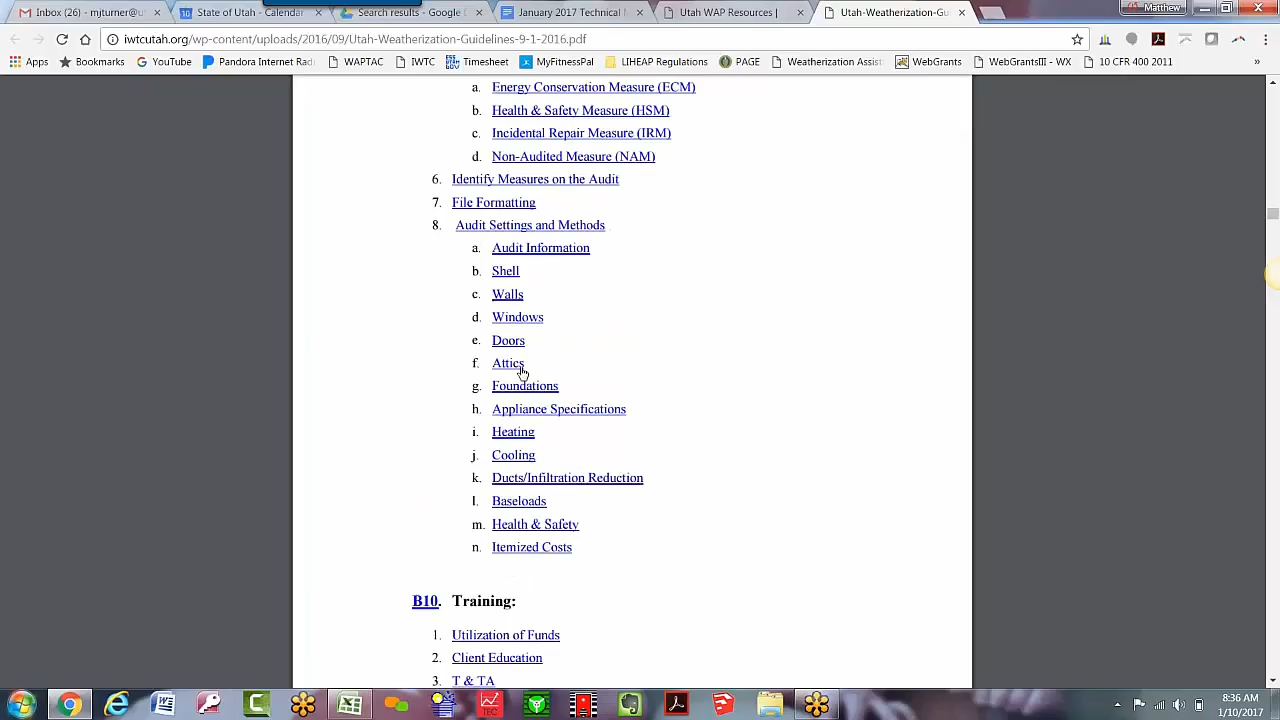 Inbox (26) - mjturner@ut
State of Utah - Calendar
Search results - Google D
January 2017 Technical M
Utah WAP Resources |
Utah-Weatherization-Gu
Matthew
iwtcutah.org/wp-content/uploads/2016/09/Utah-Weatherization-Guidelines-9-1-2016.pdf
Apps Bookmarks YouTube Pandora Internet Rad WAPTAC IWTC Timesheet MyFitnessPal LIHEAP Regulations PAGE Weatherization Assist WebGrants WebGrantsIII - WX 10 CFR 400 2011 »
a. Energy Conservation Measure (ECM)
b. Health & Safety Measure (HSM)
c. Incidental Repair Measure (IRM)
d. Non-Audited Measure (NAM)
6. Identify Measures on the Audit
7. File Formatting
8. Audit Settings and Methods
a. Audit Information
b. Shell
c. Walls
d. Windows
e. Doors
f. Attics
g. Foundations
h. Appliance Specifications
i. Heating
j. Cooling
k. Ducts/Infiltration Reduction
l. Baseloads
m. Health & Safety
n. Itemized Costs
B10. Training:
1. Utilization of Funds
2. Client Education
3. T & TA
TEC
8:36 AM
1/10/2017